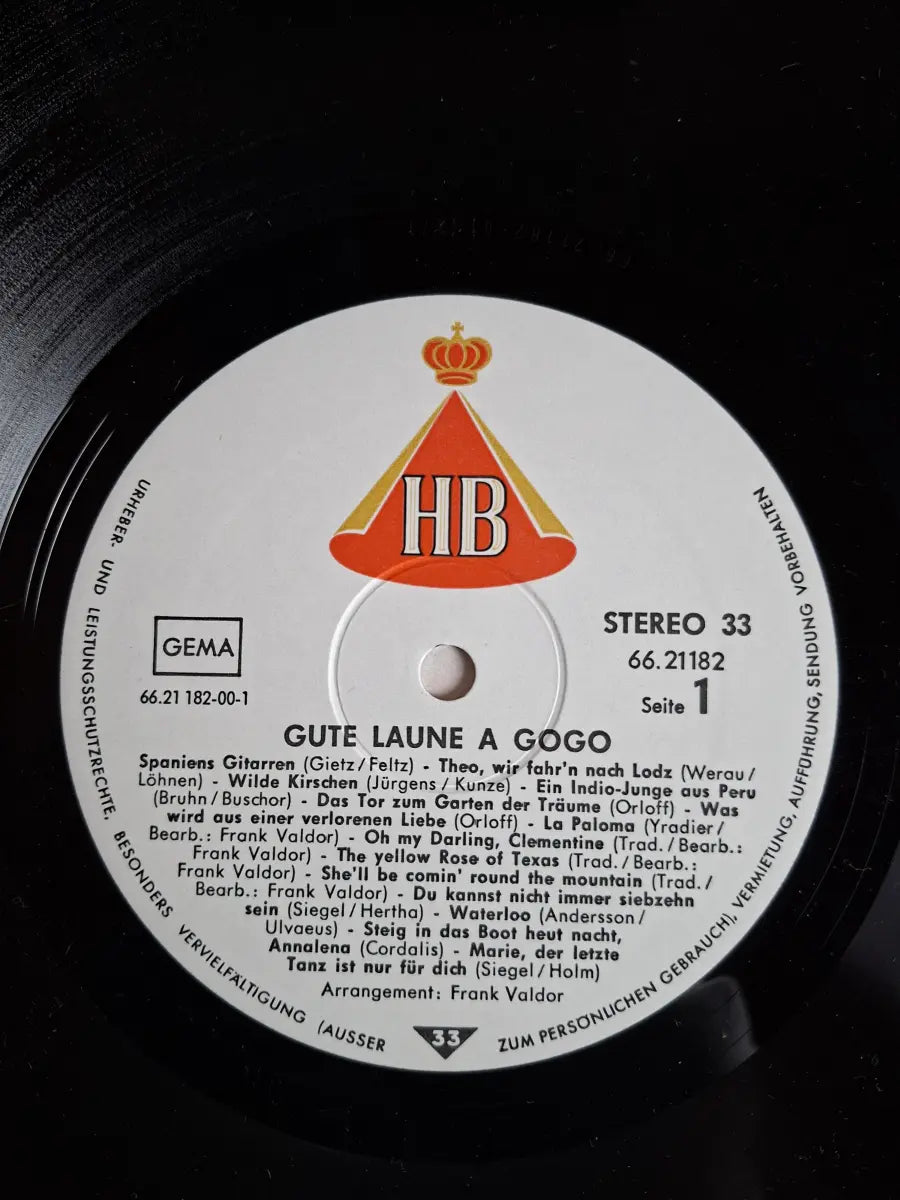 HB
GEMA
66.21 182-00-1
STEREO 33
66.21182
Seite 1
GUTE LAUNE A GOGO
Spaniens Gitarren (Gietz/Feltz) - Theo, wir fahr'n nach Lodz (Werau/
Löhnen) - Wilde Kirschen (Jürgens/Kunze) - Ein Indio-Junge aus Peru
(Bruhn/Buschor) - Das Tor zum Garten der Träume (Orloff) - Was
wird aus einer verlorenen Liebe (Orloff) - La Paloma (Yradier/
Bearb.: Frank Valdor) - Oh my Darling, Clementine (Trad./Bearb.:
Frank Valdor) - The yellow Rose of Texas (Trad./Bearb.:
Frank Valdor) - She'll be comin' round the mountain (Trad./
Bearb.: Frank Valdor) - Du kannst nicht immer siebzehn
sein (Siegel/Hertha) - Waterloo (Andersson/
Ulvaeus) - Steig in das Boot heut nacht,
Annalena (Cordalis) - Marie, der letzte
Tanz ist nur für dich (Siegel/Holm)
Arrangement: Frank Valdor
URHEBER- UND LEISTUNGSSCHUTZRECHTE, BESONDERS VERVIELFÄLTIGUNG (AUSSER ZUM PERSÖNLICHEN GEBRAUCH), VERMIETUNG, AUFFÜHRUNG, SENDUNG VORBEHALTEN
33